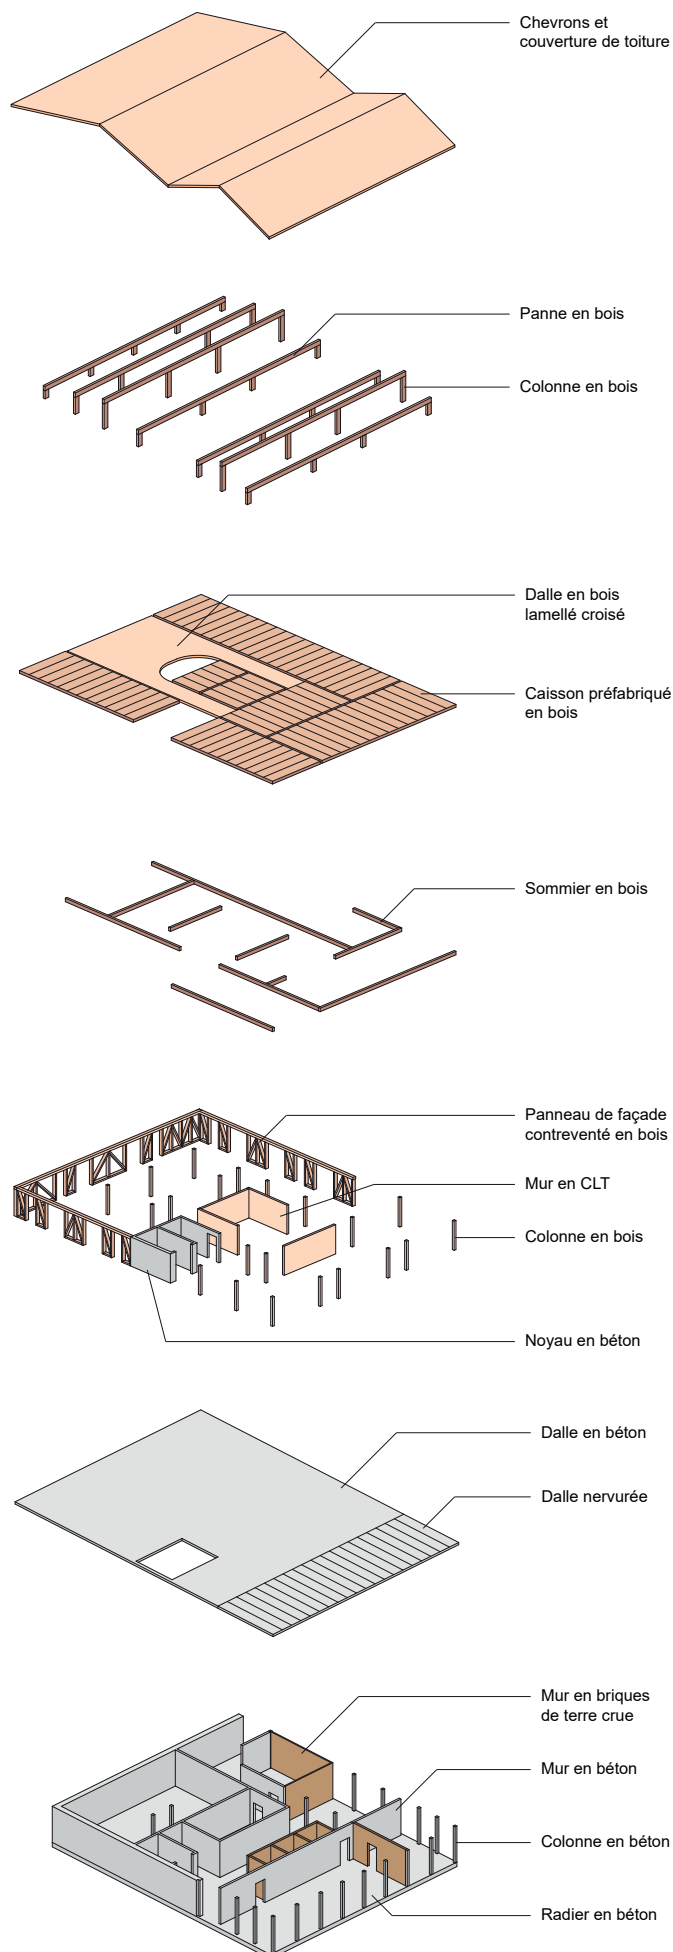 Chevrons et
couverture de toiture
Panne en bois
Colonne en bois
Dalle en bois
lamellé croisé
Caisson préfabriqué
en bois
Sommier en bois
Panneau de façade
contreventé en bois
Mur en CLT
Colonne en bois
Noyau en béton
Dalle en béton
Dalle nervurée
Mur en briques
de terre crue
Mur en béton
Colonne en béton
Radier en béton